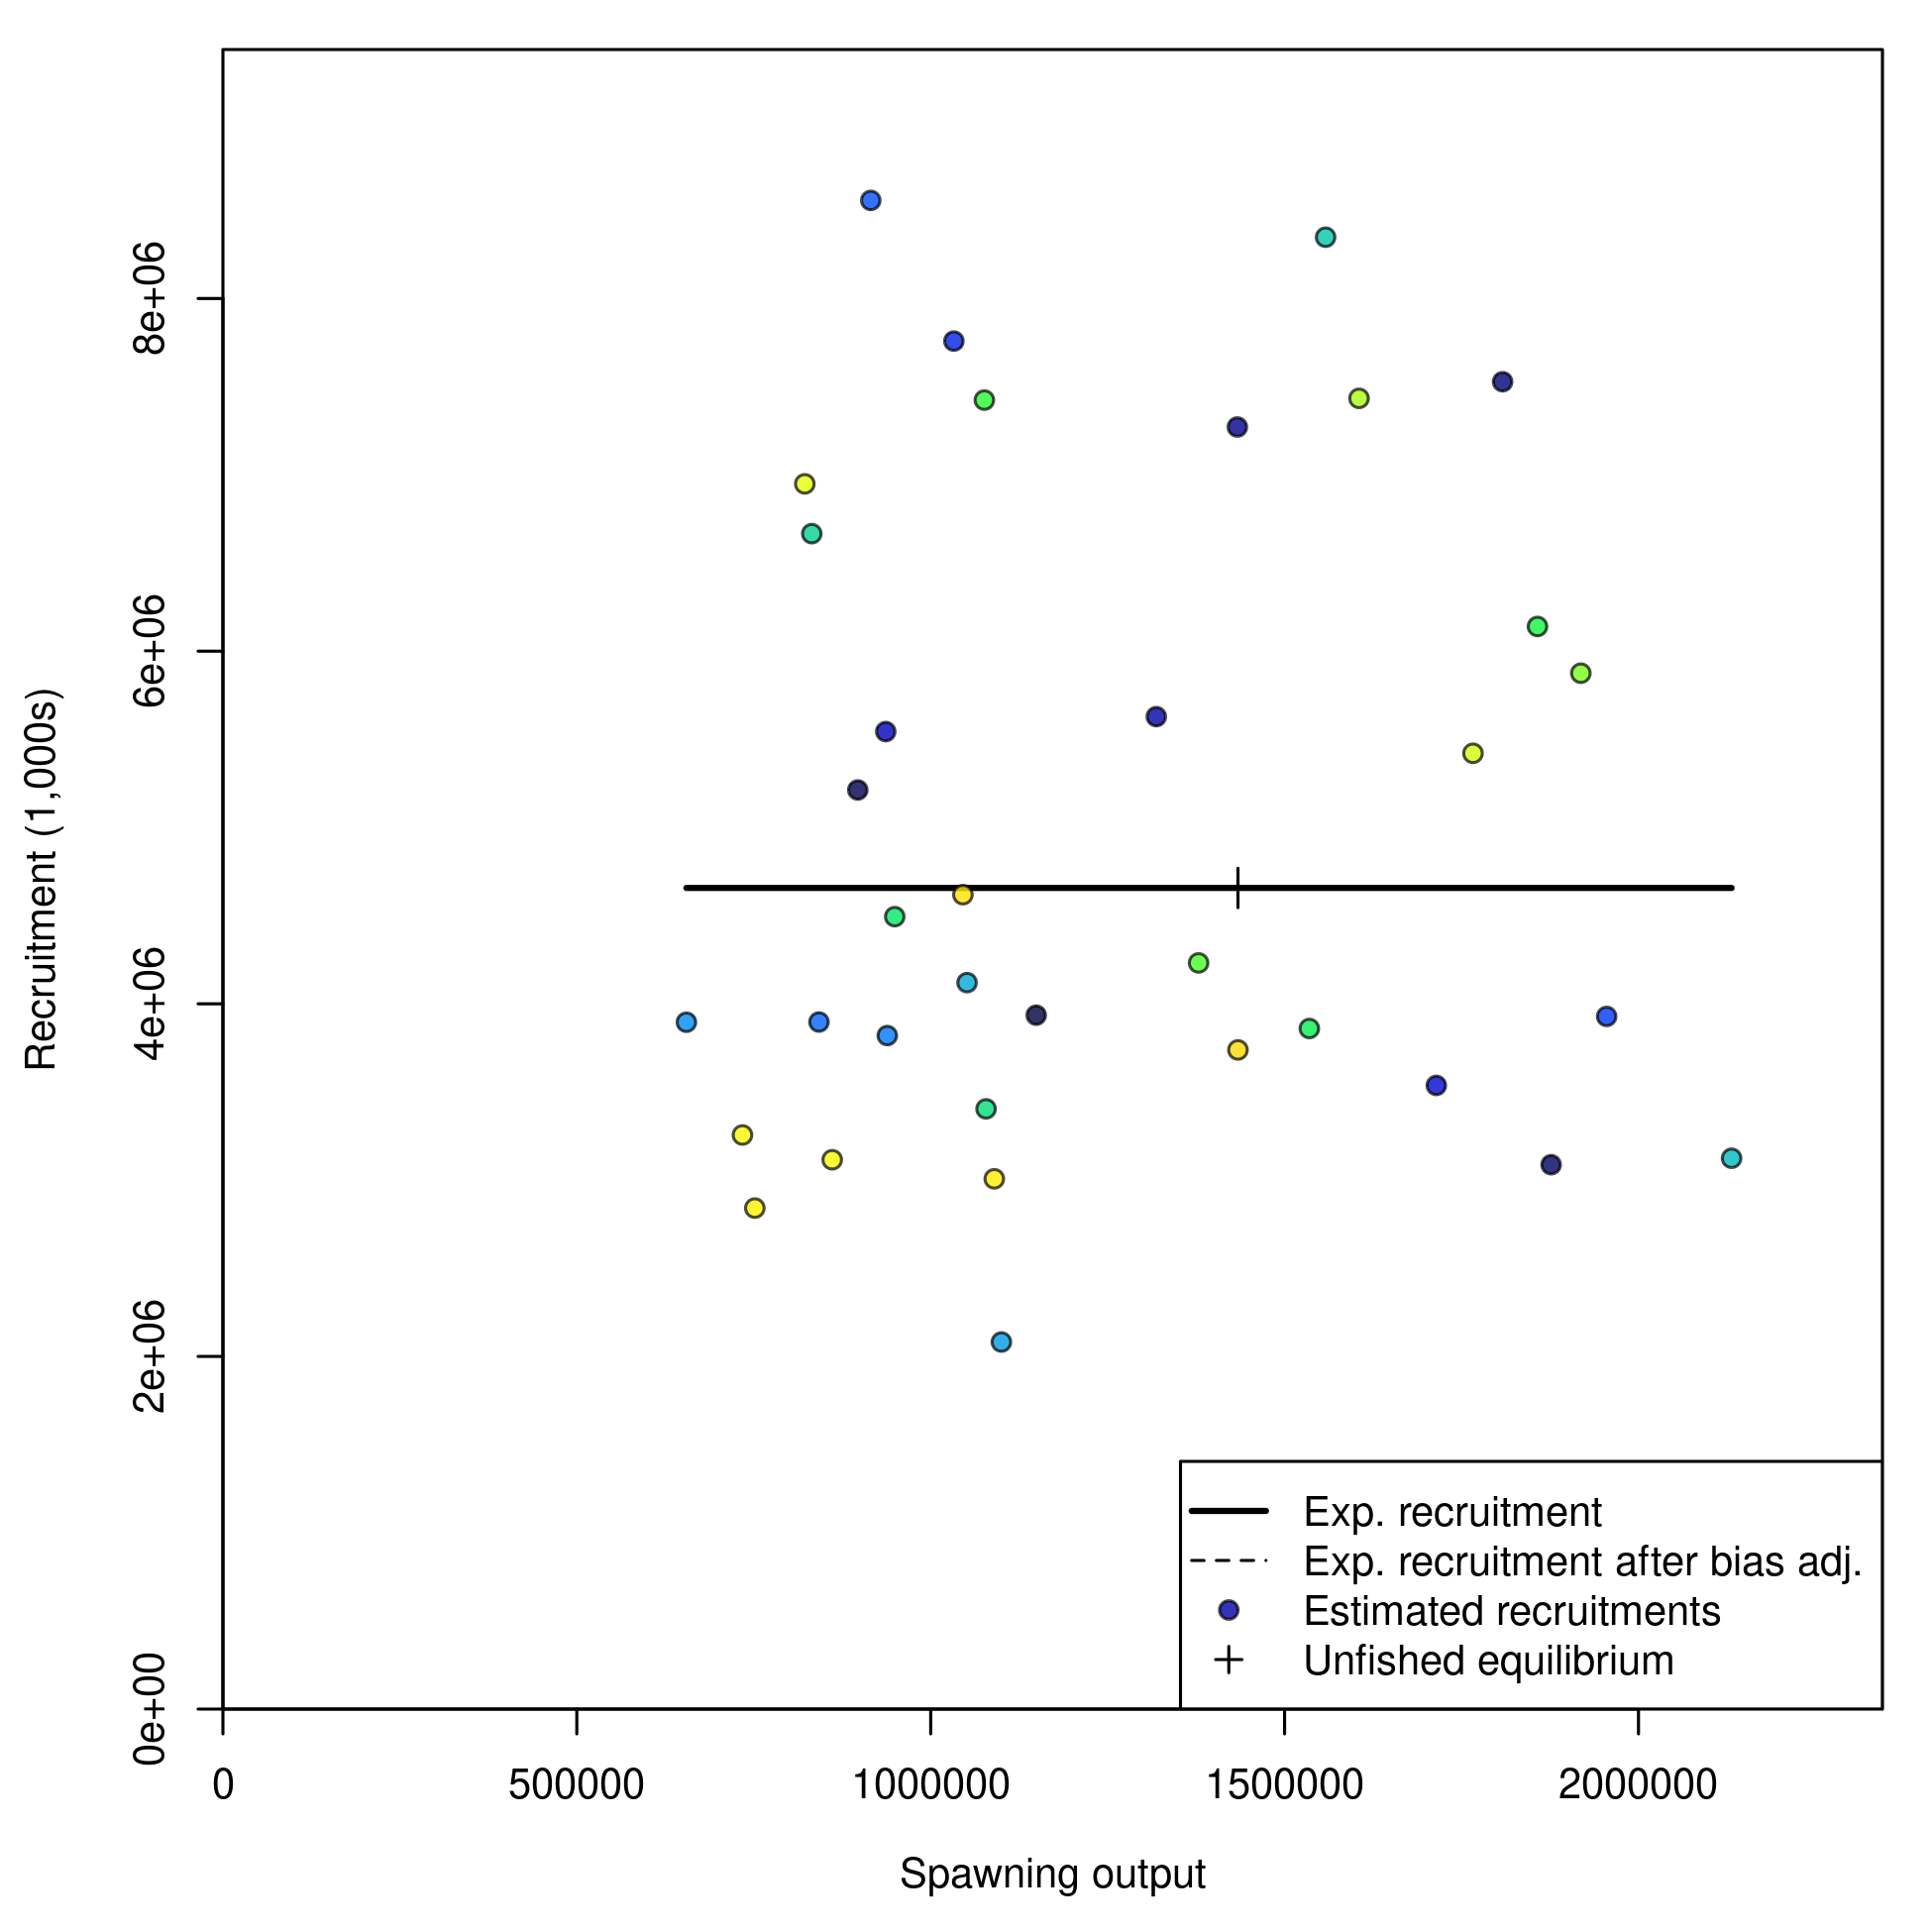 Recruitment (1,000s)
8e+06
6e+06
4e+06
2e+06
0e+00
Exp. recruitment
Exp. recruitment after bias adj.
Estimated recruitments
Unfished equilibrium
0 500000 1000000 1500000 2000000
Spawning output